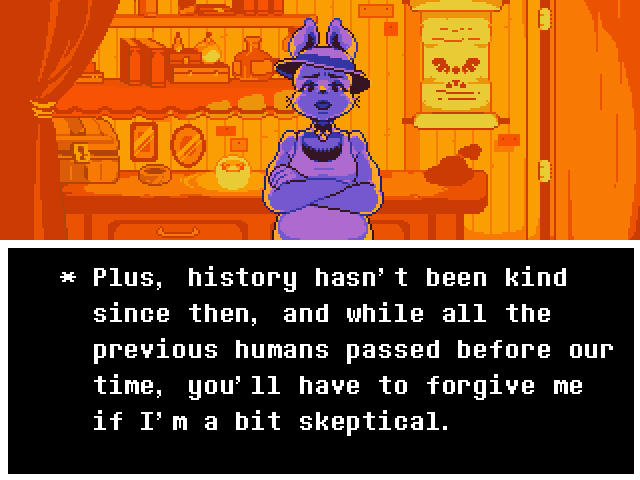 * Plus, history hasn't been kind
since then, and while all the
previous humans passed before our
time, you'll have to forgive me
if I'm a bit skeptical.